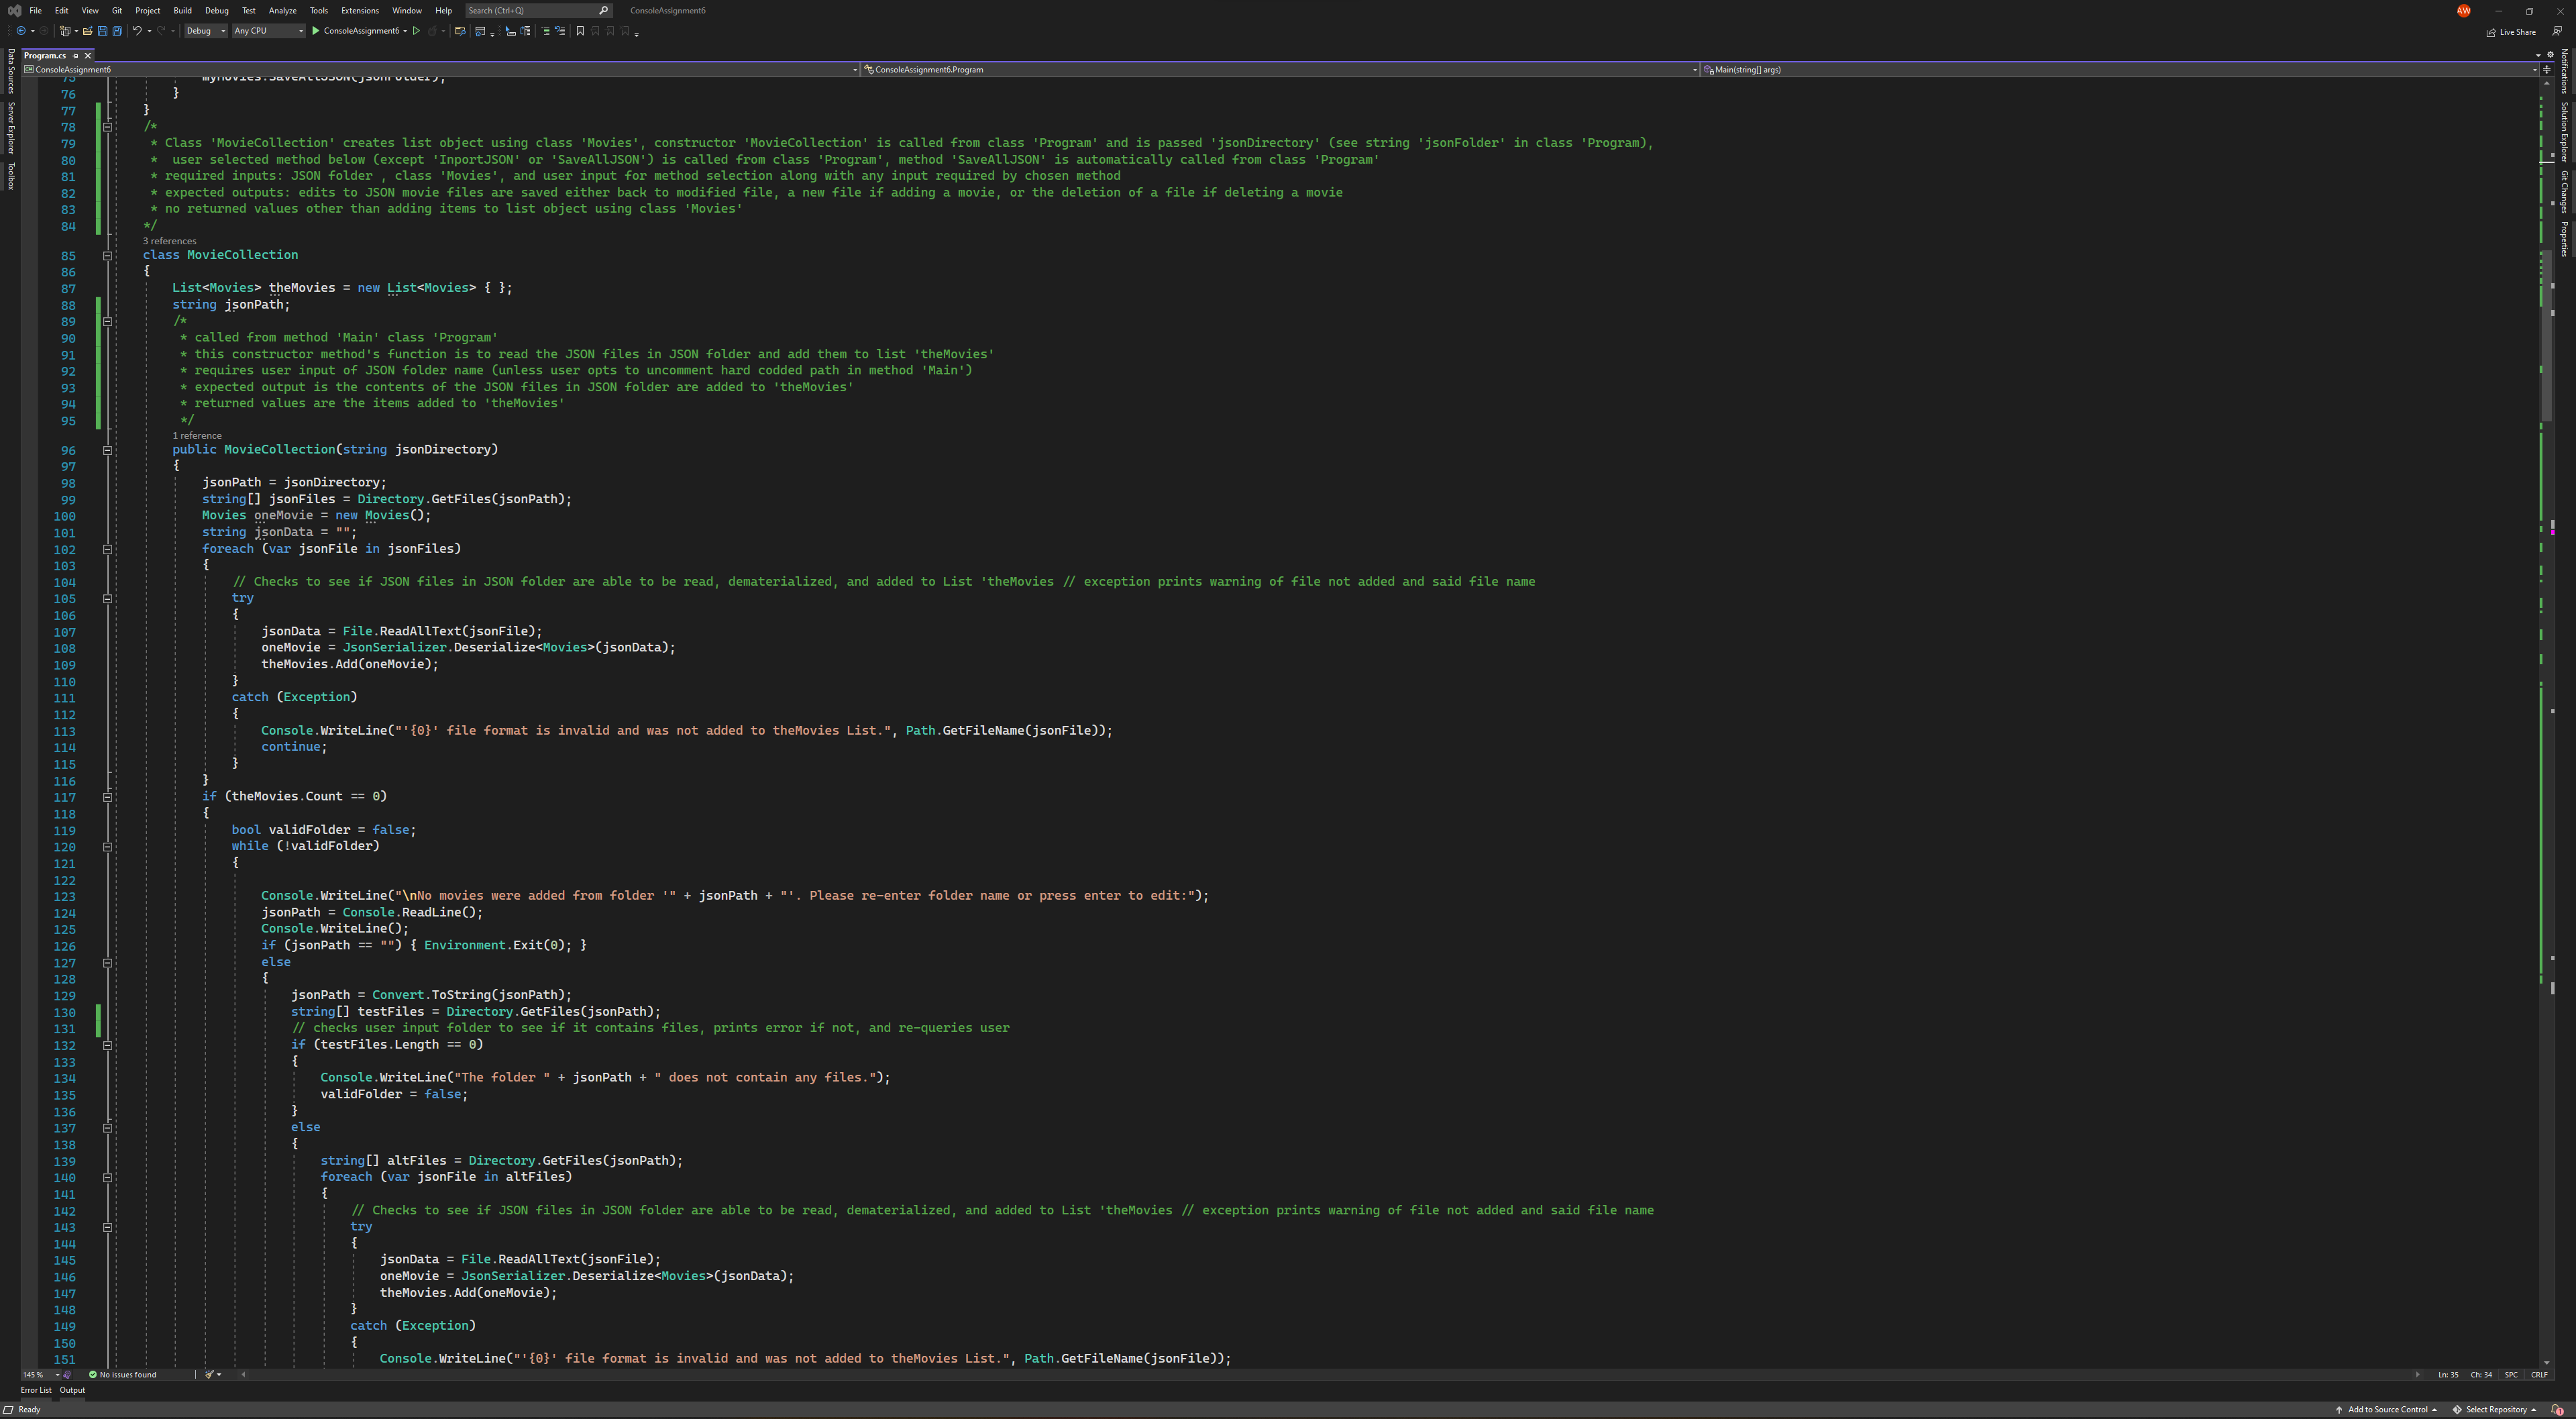 File Edit View Git Project Build Debug Test Analyze Tools Extensions Window Help Search (Ctrl+Q) ConsoleAssignment6 AW
Debug Any CPU ConsoleAssignment6 Live Share
Data Sources
Server Explorer
Toolbox
Notifications
Solution Explorer
Git Changes
Properties
Program.cs
ConsoleAssignment6 ConsoleAssignment6.Program Main(string[] args)
75 myMovies.SaveAllJSON(jsonFolder);
76 }
77 }
78 /*
79 * Class 'MovieCollection' creates list object using class 'Movies', constructor 'MovieCollection' is called from class 'Program' and is passed 'jsonDirectory' (see string 'jsonFolder' in class 'Program),
80 *  user selected method below (except 'InportJSON' or 'SaveAllJSON') is called from class 'Program', method 'SaveAllJSON' is automatically called from class 'Program'
81 * required inputs: JSON folder , class 'Movies', and user input for method selection along with any input required by chosen method
82 * expected outputs: edits to JSON movie files are saved either back to modified file, a new file if adding a movie, or the deletion of a file if deleting a movie
83 * no returned values other than adding items to list object using class 'Movies'
84 */
3 references
85 class MovieCollection
86 {
87 List<Movies> theMovies = new List<Movies> { };
88 string jsonPath;
89 /*
90 * called from method 'Main' class 'Program'
91 * this constructor method's function is to read the JSON files in JSON folder and add them to list 'theMovies'
92 * requires user input of JSON folder name (unless user opts to uncomment hard codded path in method 'Main')
93 * expected output is the contents of the JSON files in JSON folder are added to 'theMovies'
94 * returned values are the items added to 'theMovies'
95 */
1 reference
96 public MovieCollection(string jsonDirectory)
97 {
98 jsonPath = jsonDirectory;
99 string[] jsonFiles = Directory.GetFiles(jsonPath);
100 Movies oneMovie = new Movies();
101 string jsonData = "";
102 foreach (var jsonFile in jsonFiles)
103 {
104 // Checks to see if JSON files in JSON folder are able to be read, dematerialized, and added to List 'theMovies // exception prints warning of file not added and said file name
105 try
106 {
107 jsonData = File.ReadAllText(jsonFile);
108 oneMovie = JsonSerializer.Deserialize<Movies>(jsonData);
109 theMovies.Add(oneMovie);
110 }
111 catch (Exception)
112 {
113 Console.WriteLine("'{0}' file format is invalid and was not added to theMovies List.", Path.GetFileName(jsonFile));
114 continue;
115 }
116 }
117 if (theMovies.Count == 0)
118 {
119 bool validFolder = false;
120 while (!validFolder)
121 {
122
123 Console.WriteLine("\nNo movies were added from folder '" + jsonPath + "'. Please re-enter folder name or press enter to edit:");
124 jsonPath = Console.ReadLine();
125 Console.WriteLine();
126 if (jsonPath == "") { Environment.Exit(0); }
127 else
128 {
129 jsonPath = Convert.ToString(jsonPath);
130 string[] testFiles = Directory.GetFiles(jsonPath);
131 // checks user input folder to see if it contains files, prints error if not, and re-queries user
132 if (testFiles.Length == 0)
133 {
134 Console.WriteLine("The folder " + jsonPath + " does not contain any files.");
135 validFolder = false;
136 }
137 else
138 {
139 string[] altFiles = Directory.GetFiles(jsonPath);
140 foreach (var jsonFile in altFiles)
141 {
142 // Checks to see if JSON files in JSON folder are able to be read, dematerialized, and added to List 'theMovies // exception prints warning of file not added and said file name
143 try
144 {
145 jsonData = File.ReadAllText(jsonFile);
146 oneMovie = JsonSerializer.Deserialize<Movies>(jsonData);
147 theMovies.Add(oneMovie);
148 }
149 catch (Exception)
150 {
151 Console.WriteLine("'{0}' file format is invalid and was not added to theMovies List.", Path.GetFileName(jsonFile));
145 % No issues found Ln: 35 Ch: 34 SPC CRLF
Error List Output
Ready Add to Source Control Select Repository 1